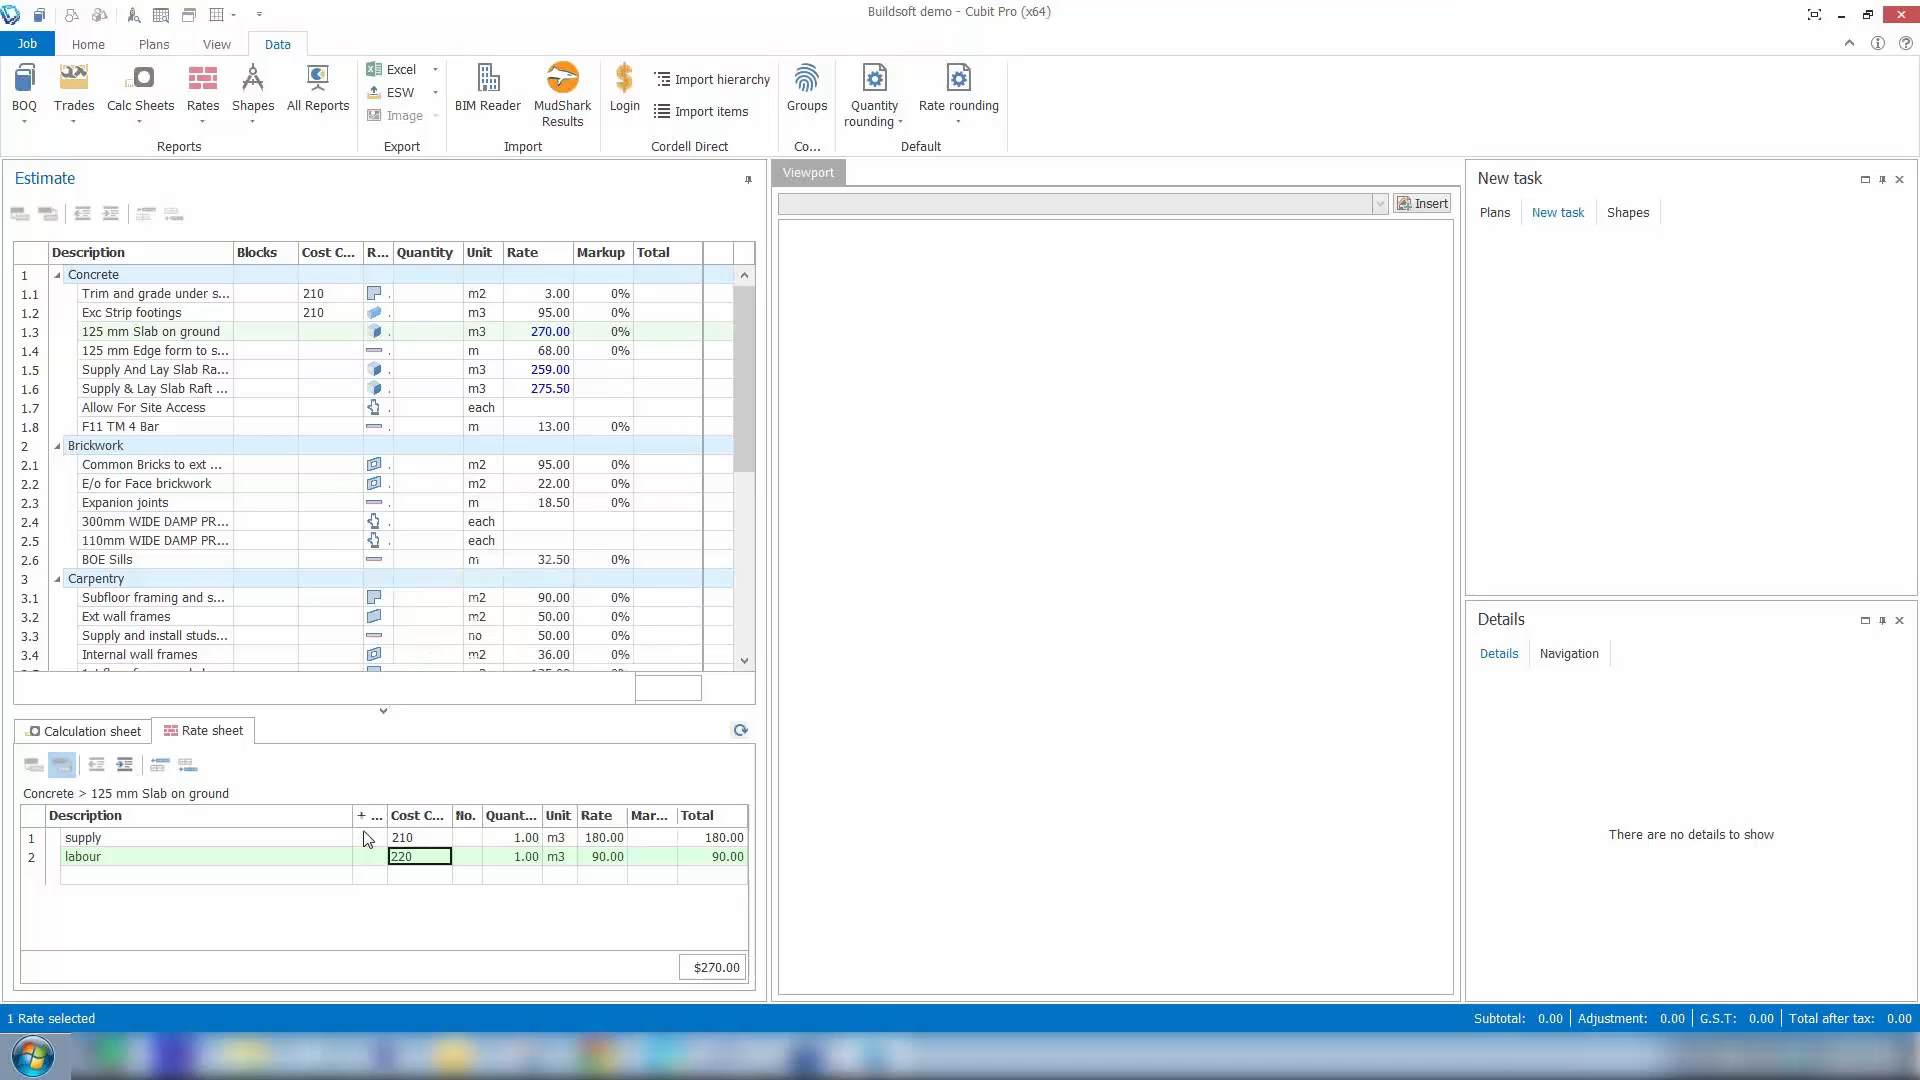 Buildsoft demo - Cubit Pro (x64)
Job Home Plans View Data
BOQ Trades Calc Sheets Rates Shapes All Reports
Reports
Excel
ESW
Image
Export
BIM Reader MudShark Results
Import
Login Import hierarchy
Import items
Cordell Direct
Groups
Co...
Quantity rounding Rate rounding
Default
Estimate
Description Blocks Cost C... R... Quantity Unit Rate Markup Total
1 Concrete
1.1 Trim and grade under s... 210 m2 3.00 0%
1.2 Exc Strip footings 210 m3 95.00 0%
1.3 125 mm Slab on ground m3 270.00 0%
1.4 125 mm Edge form to s... m 68.00 0%
1.5 Supply And Lay Slab Ra... m3 259.00
1.6 Supply & Lay Slab Raft ... m3 275.50
1.7 Allow For Site Access each
1.8 F11 TM 4 Bar m 13.00 0%
2 Brickwork
2.1 Common Bricks to ext ... m2 95.00 0%
2.2 E/o for Face brickwork m2 22.00 0%
2.3 Expanion joints m 18.50 0%
2.4 300mm WIDE DAMP PR... each
2.5 110mm WIDE DAMP PR... each
2.6 BOE Sills m 32.50 0%
3 Carpentry
3.1 Subfloor framing and s... m2 90.00 0%
3.2 Ext wall frames m2 50.00 0%
3.3 Supply and install studs... no 50.00 0%
3.4 Internal wall frames m2 36.00 0%
Calculation sheet Rate sheet
Concrete > 125 mm Slab on ground
Description + ... Cost C... No. Quant... Unit Rate Mar... Total
1 supply 210 1.00 m3 180.00 180.00
2 labour 220 1.00 m3 90.00 90.00
$270.00
Viewport
Insert
New task
Plans New task Shapes
Details
Details Navigation
There are no details to show
1 Rate selected
Subtotal: 0.00 Adjustment: 0.00 G.S.T: 0.00 Total after tax: 0.00